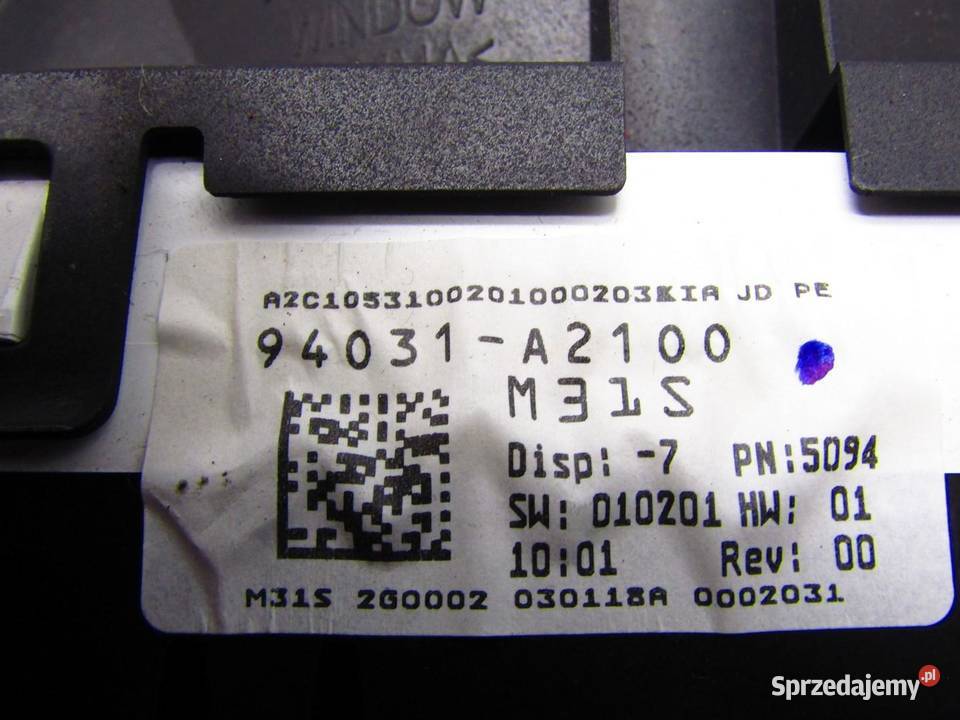 WINDOW
A2C1053100201000203KIA JD PE
94031-A2100
M31S
Disp: -7 PN:5094
SW: 010201 HW: 01
10:01 Rev: 00
M31S 2G0002 030118A 0002031
Sprzedajemy.pl